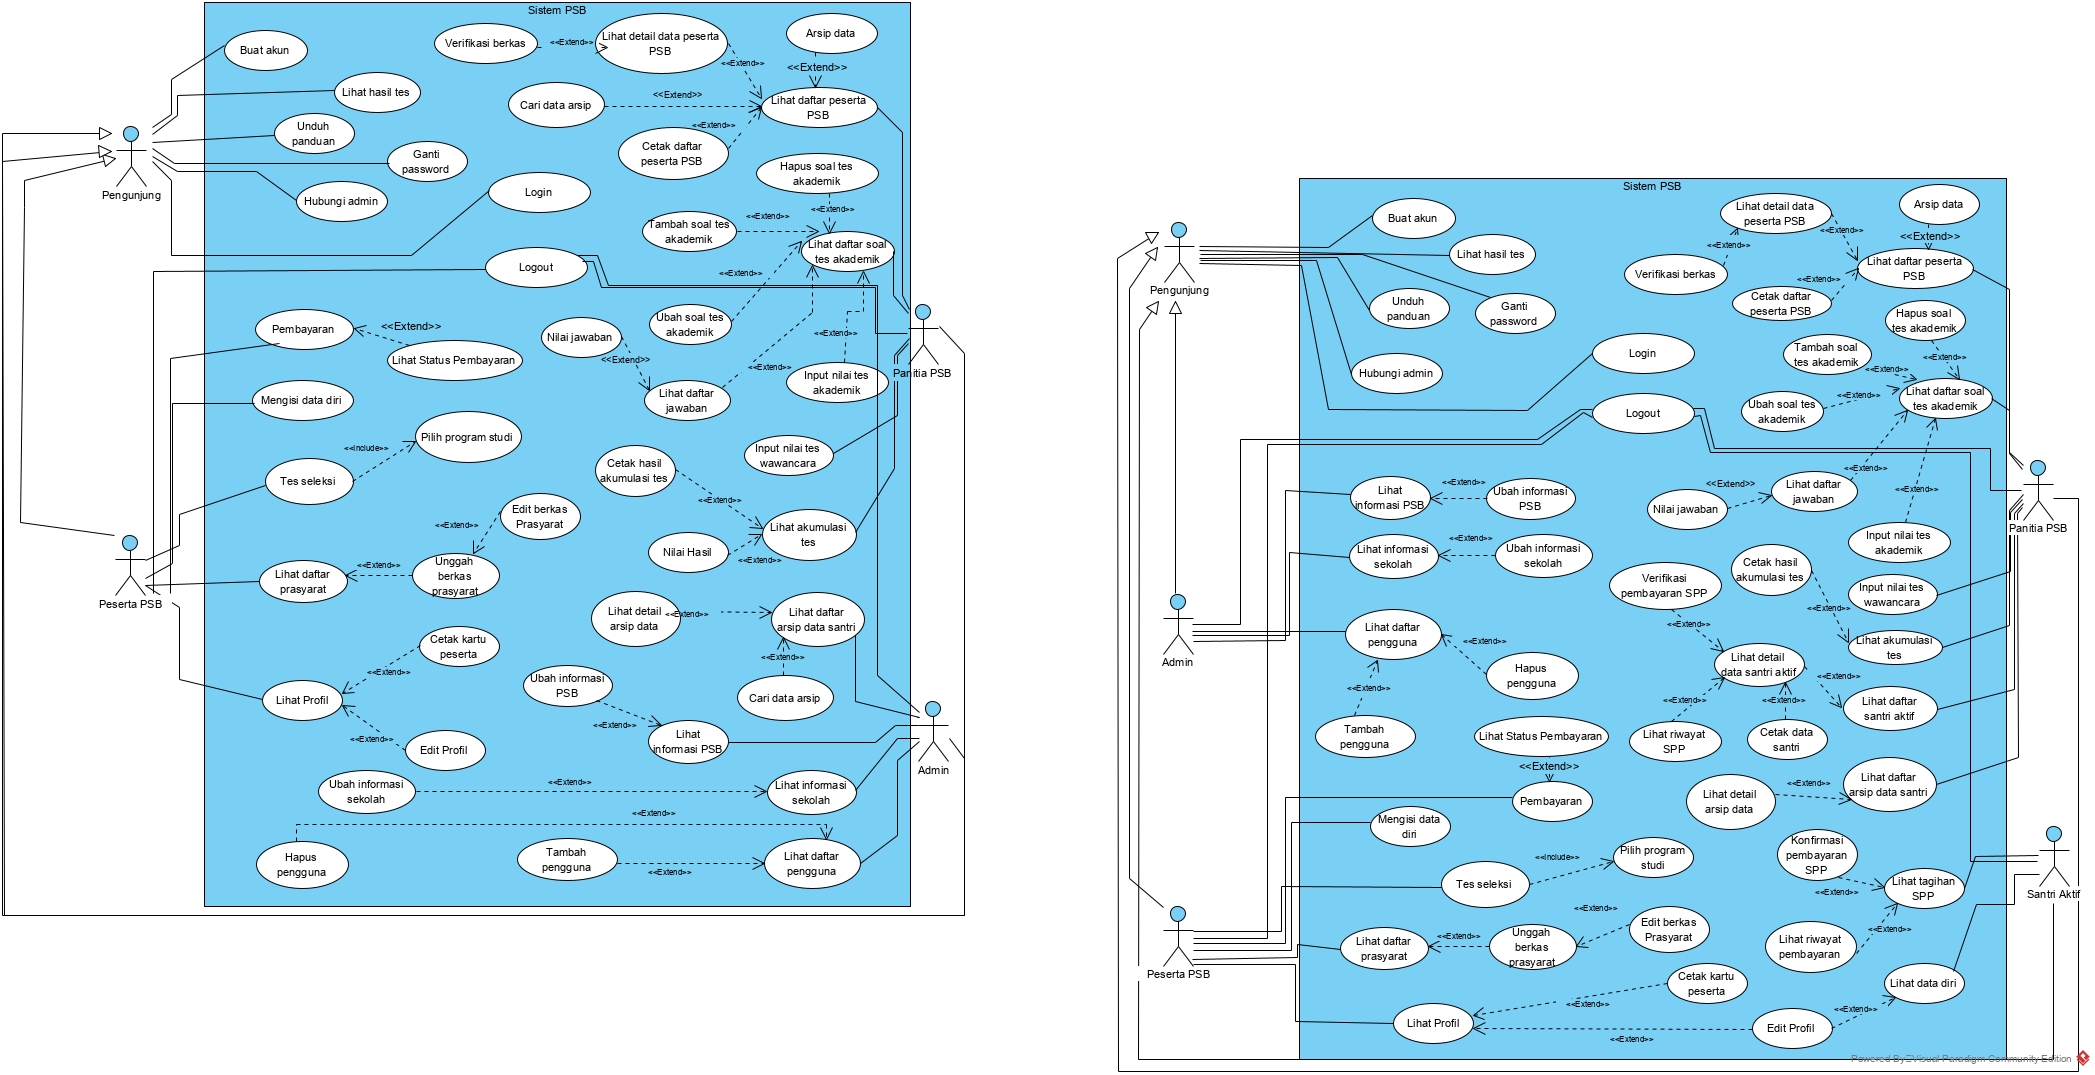 Sistem PSB
Buat akun
Verifikasi berkas
<<Extend>>
Lihat detail data peserta
PSB
Arsip data
<<Extend>>
<<Extend>>
Lihat hasil tes
Cari data arsip
<<Extend>>
Lihat daftar peserta
PSB
Unduh
panduan
<<Extend>>
Cetak daftar
peserta PSB
Ganti
password
Hapus soal tes
akademik
Pengunjung
Hubungi admin
Login
<<Extend>>
Tambah soal tes
akademik
<<Extend>>
Lihat daftar soal
tes akademik
Logout
<<Extend>>
Pembayaran
<<Extend>>
Lihat Status Pembayaran
Nilai jawaban
<<Extend>>
Ubah soal tes
akademik
<<Extend>>
<<Extend>>
Input nilai tes
akademik
Panitia PSB
Lihat daftar
jawaban
Mengisi data diri
Pilih program studi
<<Include>>
Tes seleksi
Input nilai tes
wawancara
Cetak hasil
akumulasi tes
<<Extend>>
Edit berkas
Prasyarat
<<Extend>>
Lihat akumulasi
tes
Nilai Hasil
<<Extend>>
Lihat daftar
prasyarat
<<Extend>>
Unggah
berkas
prasyarat
Peserta PSB
Lihat detail
arsip data
<<Extend>>
Lihat daftar
arsip data santri
<<Extend>>
Cari data arsip
Cetak kartu
peserta
<<Extend>>
Lihat Profil
<<Extend>>
Edit Profil
Ubah informasi
PSB
<<Extend>>
Lihat
informasi PSB
Admin
Ubah informasi
sekolah
<<Extend>>
Lihat informasi
sekolah
<<Extend>>
Hapus
pengguna
Tambah
pengguna
<<Extend>>
Lihat daftar
pengguna
Sistem PSB
Buat akun
Lihat detail data
peserta PSB
Arsip data
<<Extend>>
<<Extend>>
<<Extend>>
Lihat hasil tes
Verifikasi berkas
Lihat daftar peserta
PSB
<<Extend>>
Cetak daftar
peserta PSB
Pengunjung
Unduh
panduan
Ganti
password
Hapus soal
tes akademik
Tambah soal
tes akademik
<<Extend>>
<<Extend>>
Hubungi admin
Login
Logout
Ubah soal tes
akademik
<<Extend>>
Lihat daftar soal
tes akademik
<<Extend>>
Lihat
informasi PSB
<<Extend>>
Ubah informasi
PSB
Nilai jawaban
<<Extend>>
Lihat daftar
jawaban
<<Extend>>
Input nilai tes
akademik
Panitia PSB
Lihat informasi
sekolah
<<Extend>>
Ubah informasi
sekolah
Verifikasi
pembayaran SPP
<<Extend>>
Cetak hasil
akumulasi tes
<<Extend>>
Input nilai tes
wawancara
Lihat akumulasi
tes
Admin
Lihat daftar
pengguna
<<Extend>>
Hapus
pengguna
<<Extend>>
Tambah
pengguna
Lihat detail
data santri aktif
<<Extend>>
Lihat daftar
santri aktif
<<Extend>>
Lihat riwayat
SPP
<<Extend>>
Cetak data
santri
Lihat Status Pembayaran
<<Extend>>
Pembayaran
Lihat detail
arsip data
<<Extend>>
Lihat daftar
arsip data santri
Mengisi data
diri
Tes seleksi
<<Include>>
Pilih program
studi
Konfirmasi
pembayaran
SPP
<<Extend>>
Lihat tagihan
SPP
Santri Aktif
Lihat riwayat
pembayaran
<<Extend>>
Lihat daftar
prasyarat
<<Extend>>
Unggah
berkas
prasyarat
<<Extend>>
Edit berkas
Prasyarat
Peserta PSB
Cetak kartu
peserta
<<Extend>>
Lihat Profil
<<Extend>>
Edit Profil
<<Extend>>
Lihat data diri
Powered By Visual Paradigm Community Edition